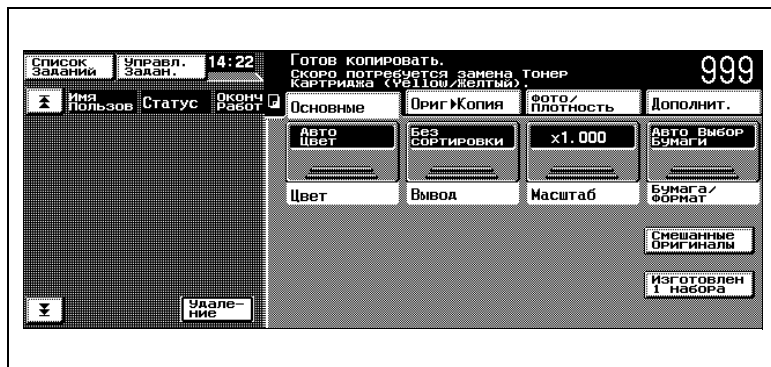 Список
Заданий
Управл.
Задан.
14:22
Готов копировать.
Скоро потребуется замена Тонер
Картриджа (Yellow/Желтый).
999
Имя
Пользов
Статус
Оконч
Работ
Основные
Ориг▶Копия
Фото/
Плотность
Дополнит.
Авто
Цвет
Без
Сортировки
x1.000
Авто Выбор
Бумаги
Цвет
Вывод
Масштаб
Бумага/
Формат
Смешанные
Оригиналы
Изготовлен
1 набора
Удале-
ние